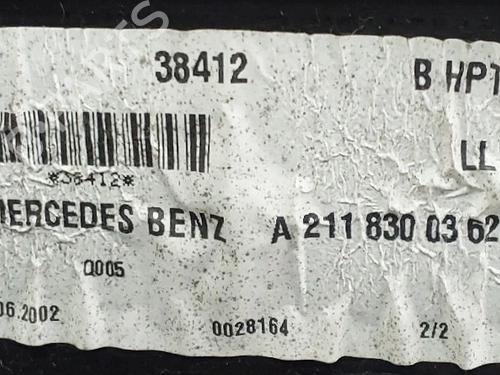 38412
B HPT
LL
*38412*
MERCEDES BENZ
A 211 830 03 62
Q005
06.2002
0028164
2/2